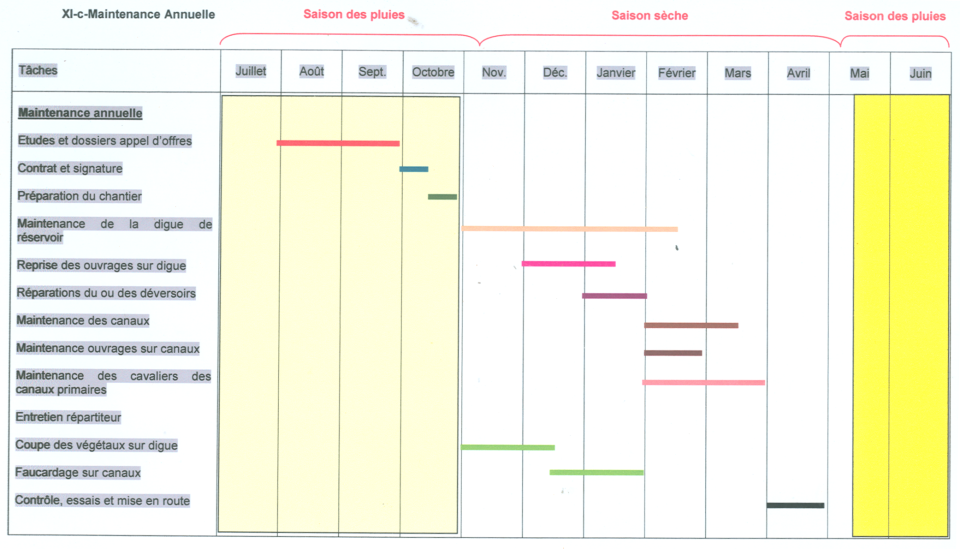 XI-c-Maintenance Annuelle
Saison des pluies
Saison sèche
Saison des pluies
Tâches
Juillet
Août
Sept.
Octobre
Nov.
Déc.
Janvier
Février
Mars
Avril
Mai
Juin
Maintenance annuelle
Etudes et dossiers appel d'offres
Contrat et signature
Préparation du chantier
Maintenance de la digue de
réservoir
Reprise des ouvrages sur digue
Réparations du ou des déversoirs
Maintenance des canaux
Maintenance ouvrages sur canaux
Maintenance des cavaliers des
canaux primaires
Entretien répartiteur
Coupe des végétaux sur digue
Faucardage sur canaux
Contrôle, essais et mise en route